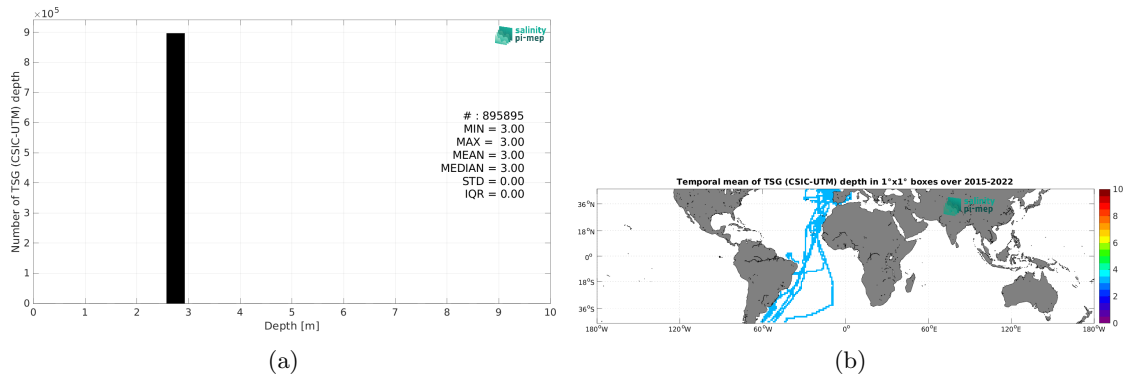 ×10⁵
9
8
7
6
5
4
3
2
1
0
Number of TSG (CSIC-UTM) depth
salinity
pi-mep
# : 895895
MIN = 3.00
MAX = 3.00
MEAN = 3.00
MEDIAN = 3.00
STD = 0.00
IQR = 0.00
0 1 2 3 4 5 6 7 8 9 10
Depth [m]
(a)
Temporal mean of TSG (CSIC-UTM) depth in 1°x1° boxes over 2015-2022
salinity
pi-mep
36°N
18°N
0°
18°S
36°S
180°W 120°W 60°W 0° 60°E 120°E 180°W
10
8
6
4
2
0
(b)